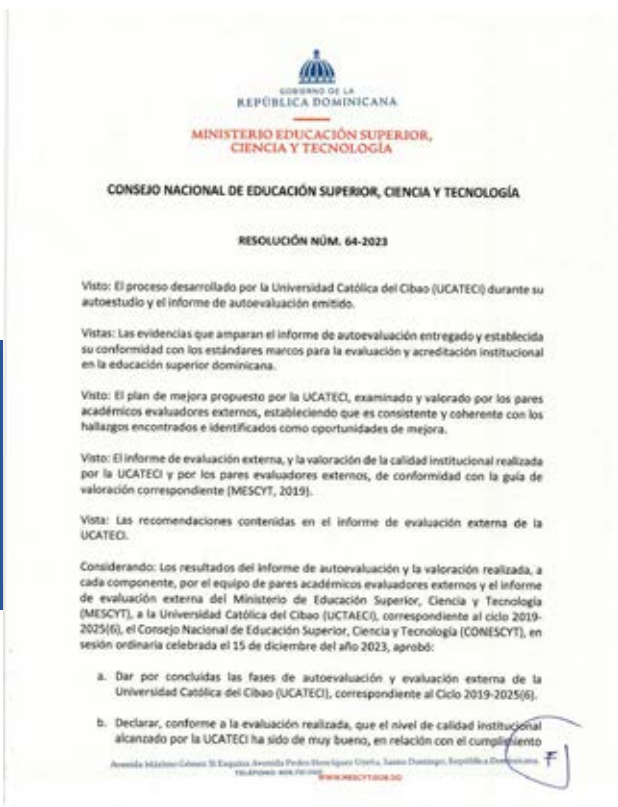 GOBIERNO DE LA
REPÚBLICA DOMINICANA
MINISTERIO EDUCACIÓN SUPERIOR,
CIENCIA Y TECNOLOGÍA
CONSEJO NACIONAL DE EDUCACIÓN SUPERIOR, CIENCIA Y TECNOLOGÍA
RESOLUCIÓN NÚM. 64-2023
Visto: El proceso desarrollado por la Universidad Católica del Cibao (UCATECI) durante su
autoestudio y el informe de autoevaluación emitido.
Vistas: Las evidencias que amparan el informe de autoevaluación entregado y establecida
su conformidad con los estándares marcos para la evaluación y acreditación institucional
en la educación superior dominicana.
Visto: El plan de mejora propuesto por la UCATECI, examinado y valorado por los pares
académicos evaluadores externos, estableciendo que es consistente y coherente con los
hallazgos encontrados e identificados como oportunidades de mejora.
Visto: El informe de evaluación externa, y la valoración de la calidad institucional realizada
por la UCATECI y por los pares evaluadores externos, de conformidad con la guía de
valoración correspondiente (MESCYT, 2019).
Vista: Las recomendaciones contenidas en el informe de evaluación externa de la
UCATECI.
Considerando: Los resultados del informe de autoevaluación y la valoración realizada, a
cada componente, por el equipo de pares académicos evaluadores externos y el informe
de evaluación externa del Ministerio de Educación Superior, Ciencia y Tecnología
(MESCYT), a la Universidad Católica del Cibao (UCTAECI), correspondiente al ciclo 2019-
2025(6), el Consejo Nacional de Educación Superior, Ciencia y Tecnología (CONESCYT), en
sesión ordinaria celebrada el 15 de diciembre del año 2023, aprobó:
a. Dar por concluidas las fases de autoevaluación y evaluación externa de la
Universidad Católica del Cibao (UCATECI), correspondiente al Ciclo 2019-2025(6).
b. Declarar, conforme a la evaluación realizada, que el nivel de calidad institucional
alcanzado por la UCATECI ha sido de muy bueno, en relación con el cumplimiento
Avenida Máximo Gómez 31 Esquina Avenida Pedro Henríquez Ureña, Santo Domingo, República Dominicana
WWW.MESCYT.GOB.DO